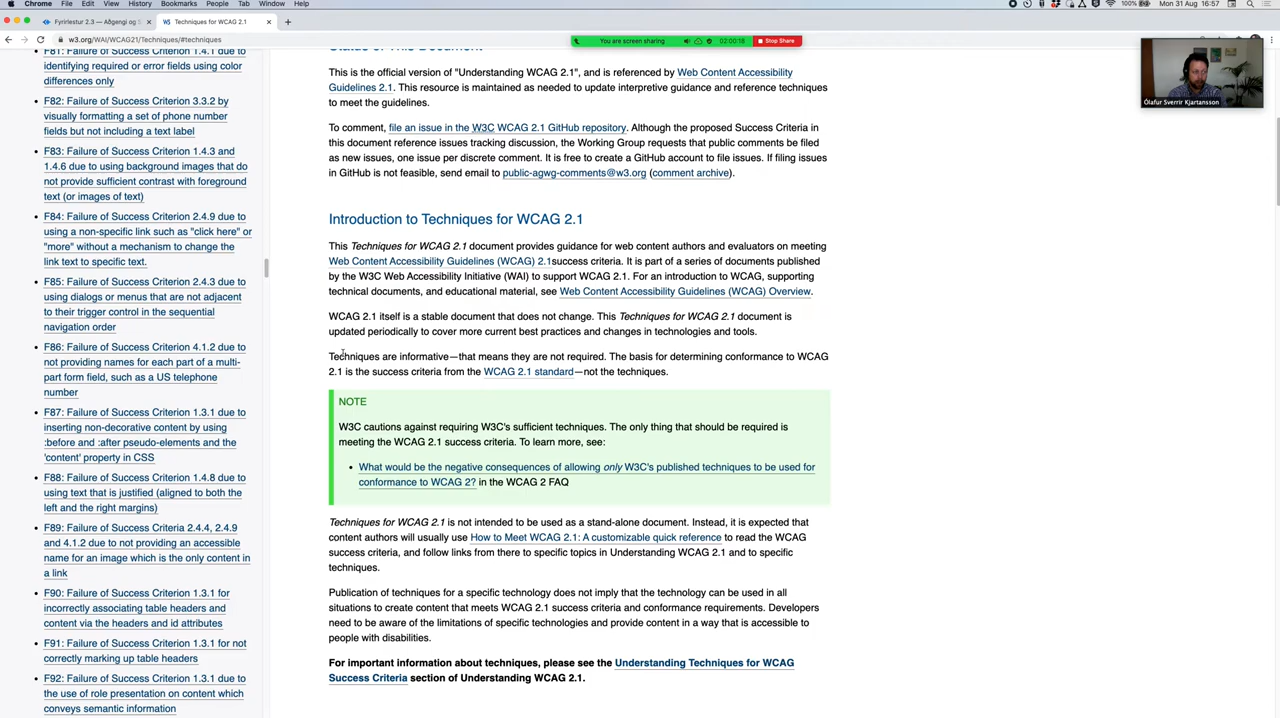 Chrome File Edit View History Bookmarks People Tab Window Help
100% Mon 31 Aug 16:57
Fyrirlestur 2.3 — Aðgengi og
Techniques for WCAG 2.1
w3.org/WAI/WCAG21/Techniques/#techniques
You are screen sharing 02:00:18 Stop Share
Ólafur Sverrir Kjartansson
F81: Failure of Success Criterion 1.4.1 due to
identifying required or error fields using color
differences only
F82: Failure of Success Criterion 3.3.2 by
visually formatting a set of phone number
fields but not including a text label
F83: Failure of Success Criterion 1.4.3 and
1.4.6 due to using background images that do
not provide sufficient contrast with foreground
text (or images of text)
F84: Failure of Success Criterion 2.4.9 due to
using a non-specific link such as "click here" or
"more" without a mechanism to change the
link text to specific text.
F85: Failure of Success Criterion 2.4.3 due to
using dialogs or menus that are not adjacent
to their trigger control in the sequential
navigation order
F86: Failure of Success Criterion 4.1.2 due to
not providing names for each part of a multi-
part form field, such as a US telephone
number
F87: Failure of Success Criterion 1.3.1 due to
inserting non-decorative content by using
:before and :after pseudo-elements and the
'content' property in CSS
F88: Failure of Success Criterion 1.4.8 due to
using text that is justified (aligned to both the
left and the right margins)
F89: Failure of Success Criteria 2.4.4, 2.4.9
and 4.1.2 due to not providing an accessible
name for an image which is the only content in
a link
F90: Failure of Success Criterion 1.3.1 for
incorrectly associating table headers and
content via the headers and id attributes
F91: Failure of Success Criterion 1.3.1 for not
correctly marking up table headers
F92: Failure of Success Criterion 1.3.1 due to
the use of role presentation on content which
conveys semantic information
Status of This Document
This is the official version of "Understanding WCAG 2.1", and is referenced by Web Content Accessibility
Guidelines 2.1. This resource is maintained as needed to update interpretive guidance and reference techniques
to meet the guidelines.
To comment, file an issue in the W3C WCAG 2.1 GitHub repository. Although the proposed Success Criteria in
this document reference issues tracking discussion, the Working Group requests that public comments be filed
as new issues, one issue per discrete comment. It is free to create a GitHub account to file issues. If filing issues
in GitHub is not feasible, send email to public-agwg-comments@w3.org (comment archive).
Introduction to Techniques for WCAG 2.1
This Techniques for WCAG 2.1 document provides guidance for web content authors and evaluators on meeting
Web Content Accessibility Guidelines (WCAG) 2.1success criteria. It is part of a series of documents published
by the W3C Web Accessibility Initiative (WAI) to support WCAG 2.1. For an introduction to WCAG, supporting
technical documents, and educational material, see Web Content Accessibility Guidelines (WCAG) Overview.
WCAG 2.1 itself is a stable document that does not change. This Techniques for WCAG 2.1 document is
updated periodically to cover more current best practices and changes in technologies and tools.
Techniques are informative—that means they are not required. The basis for determining conformance to WCAG
2.1 is the success criteria from the WCAG 2.1 standard—not the techniques.
NOTE
W3C cautions against requiring W3C's sufficient techniques. The only thing that should be required is
meeting the WCAG 2.1 success criteria. To learn more, see:
What would be the negative consequences of allowing only W3C's published techniques to be used for
conformance to WCAG 2? in the WCAG 2 FAQ
Techniques for WCAG 2.1 is not intended to be used as a stand-alone document. Instead, it is expected that
content authors will usually use How to Meet WCAG 2.1: A customizable quick reference to read the WCAG
success criteria, and follow links from there to specific topics in Understanding WCAG 2.1 and to specific
techniques.
Publication of techniques for a specific technology does not imply that the technology can be used in all
situations to create content that meets WCAG 2.1 success criteria and conformance requirements. Developers
need to be aware of the limitations of specific technologies and provide content in a way that is accessible to
people with disabilities.
For important information about techniques, please see the Understanding Techniques for WCAG
Success Criteria section of Understanding WCAG 2.1.